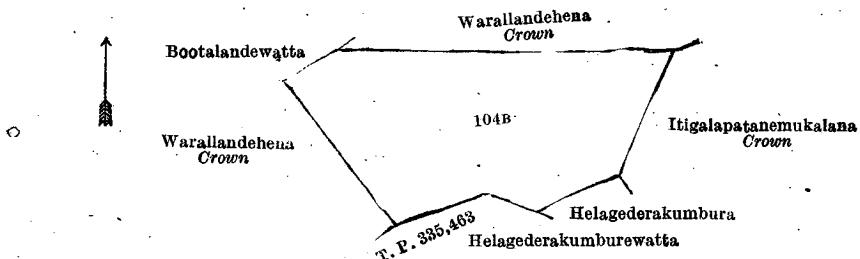 Warallandehena
Crown
Bootalandewatta
104B
Warallandehena
Crown
Itigalapatanemukalana
Crown
Helagederakumbura
T. P. 335,463
Helagederakumburewatta